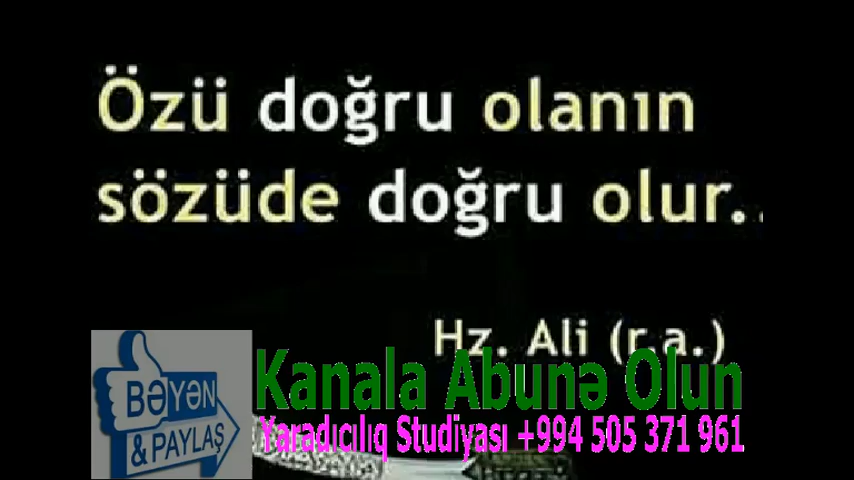 Özü doğru olanın
sözüde doğru olur..
Hz. Ali (r.a.)
Kanala Abunə Olun
BƏYƏN
& PAYLAŞ
Yaradıcılıq Studiyası +994 505 371 961